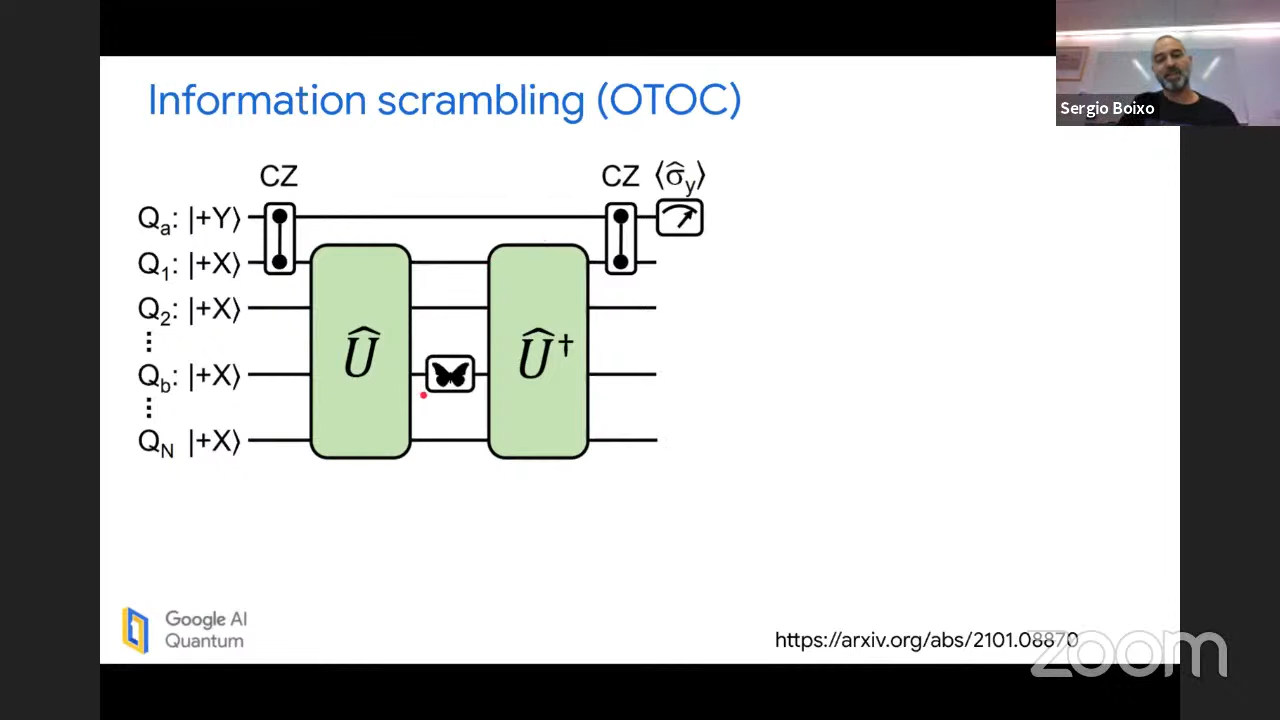 Information scrambling (OTOC)
Sergio Boixo
CZ CZ ⟨σ̂y⟩
Qa: |+Y⟩
Q1: |+X⟩
Q2: |+X⟩
⋮
Qb: |+X⟩
⋮
QN |+X⟩
Û Û†
Google AI
Quantum
https://arxiv.org/abs/2101.08870
zoom